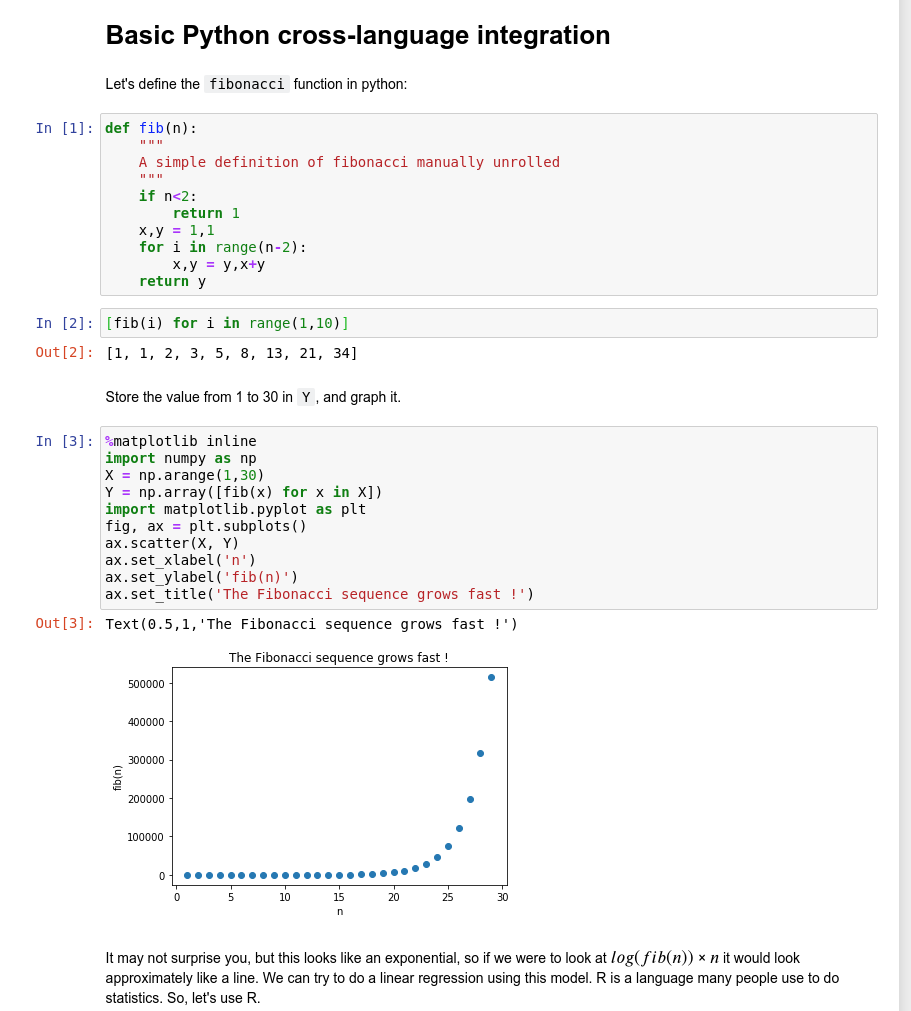 Basic Python cross-language integration
Let's define the fibonacci function in python:
In [1]: def fib(n):
    """
    A simple definition of fibonacci manually unrolled
    """
    if n<2:
        return 1
    x,y = 1,1
    for i in range(n-2):
        x,y = y,x+y
    return y
In [2]: [fib(i) for i in range(1,10)]
Out[2]: [1, 1, 2, 3, 5, 8, 13, 21, 34]
Store the value from 1 to 30 in Y , and graph it.
In [3]: %matplotlib inline
import numpy as np
X = np.arange(1,30)
Y = np.array([fib(x) for x in X])
import matplotlib.pyplot as plt
fig, ax = plt.subplots()
ax.scatter(X, Y)
ax.set_xlabel('n')
ax.set_ylabel('fib(n)')
ax.set_title('The Fibonacci sequence grows fast !')
Out[3]: Text(0.5,1,'The Fibonacci sequence grows fast !')
The Fibonacci sequence grows fast !
500000
400000
300000
200000
100000
0
fib(n)
0 5 10 15 20 25 30
n
It may not surprise you, but this looks like an exponential, so if we were to look at log(fib(n)) × n it would look
approximately like a line. We can try to do a linear regression using this model. R is a language many people use to do
statistics. So, let's use R.